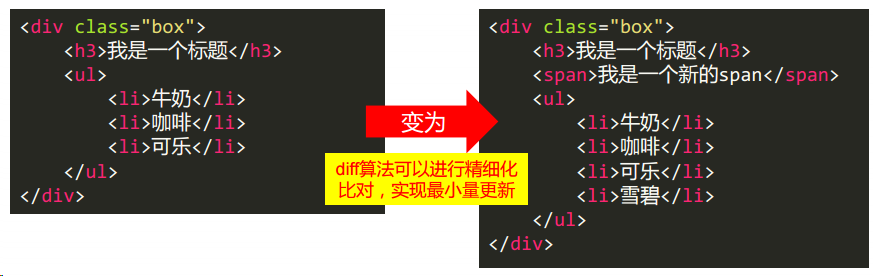 <div class="box">
    <h3>我是一个标题</h3>
    <ul>
        <li>牛奶</li>
        <li>咖啡</li>
        <li>可乐</li>
    </ul>
</div>
变为
diff算法可以进行精细化
比对，实现最小量更新
<div class="box">
    <h3>我是一个标题</h3>
    <span>我是一个新的span</span>
    <ul>
        <li>牛奶</li>
        <li>咖啡</li>
        <li>可乐</li>
        <li>雪碧</li>
    </ul>
</div>